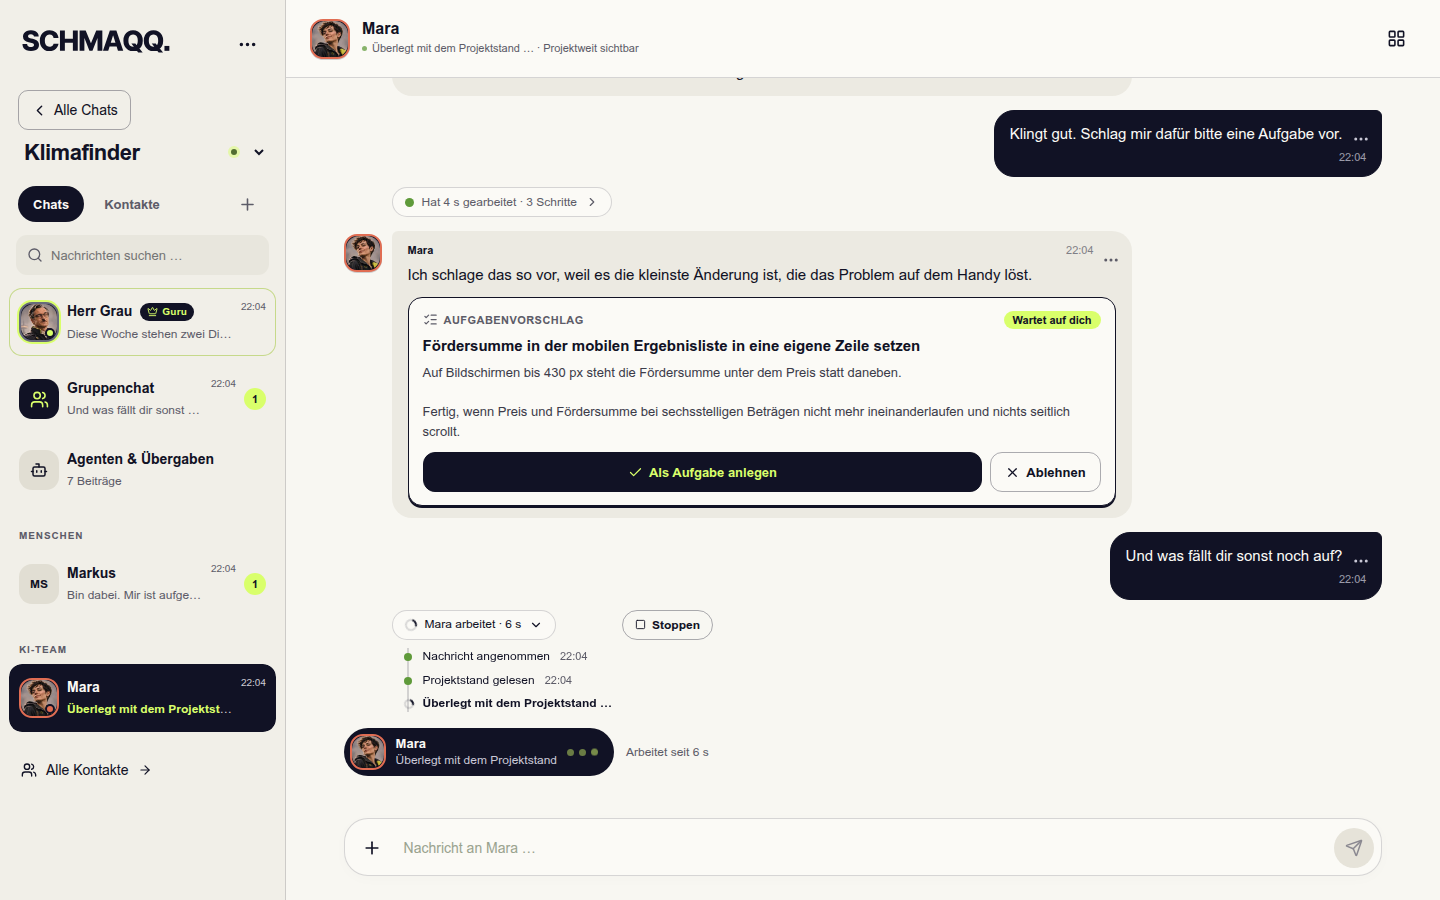 SCHMAQQ.
Alle Chats
Klimafinder
Chats
Kontakte
Nachrichten suchen …
Herr Grau
Guru
22:04
Diese Woche stehen zwei Di…
Gruppenchat
22:04
Und was fällt dir sonst …
1
Agenten & Übergaben
7 Beiträge
MENSCHEN
MS
Markus
22:04
Bin dabei. Mir ist aufge…
1
KI-TEAM
Mara
22:04
Überlegt mit dem Projektst…
Alle Kontakte
Mara
Überlegt mit dem Projektstand … · Projektweit sichtbar
Klingt gut. Schlag mir dafür bitte eine Aufgabe vor.
22:04
Hat 4 s gearbeitet · 3 Schritte
Mara
22:04
Ich schlage das so vor, weil es die kleinste Änderung ist, die das Problem auf dem Handy löst.
AUFGABENVORSCHLAG
Wartet auf dich
Fördersumme in der mobilen Ergebnisliste in eine eigene Zeile setzen
Auf Bildschirmen bis 430 px steht die Fördersumme unter dem Preis statt daneben.
Fertig, wenn Preis und Fördersumme bei sechsstelligen Beträgen nicht mehr ineinanderlaufen und nichts seitlich
scrollt.
Als Aufgabe anlegen
Ablehnen
Und was fällt dir sonst noch auf?
22:04
Mara arbeitet · 6 s
Stoppen
Nachricht angenommen 22:04
Projektstand gelesen 22:04
Überlegt mit dem Projektstand …
Mara
Überlegt mit dem Projektstand
Arbeitet seit 6 s
Nachricht an Mara …